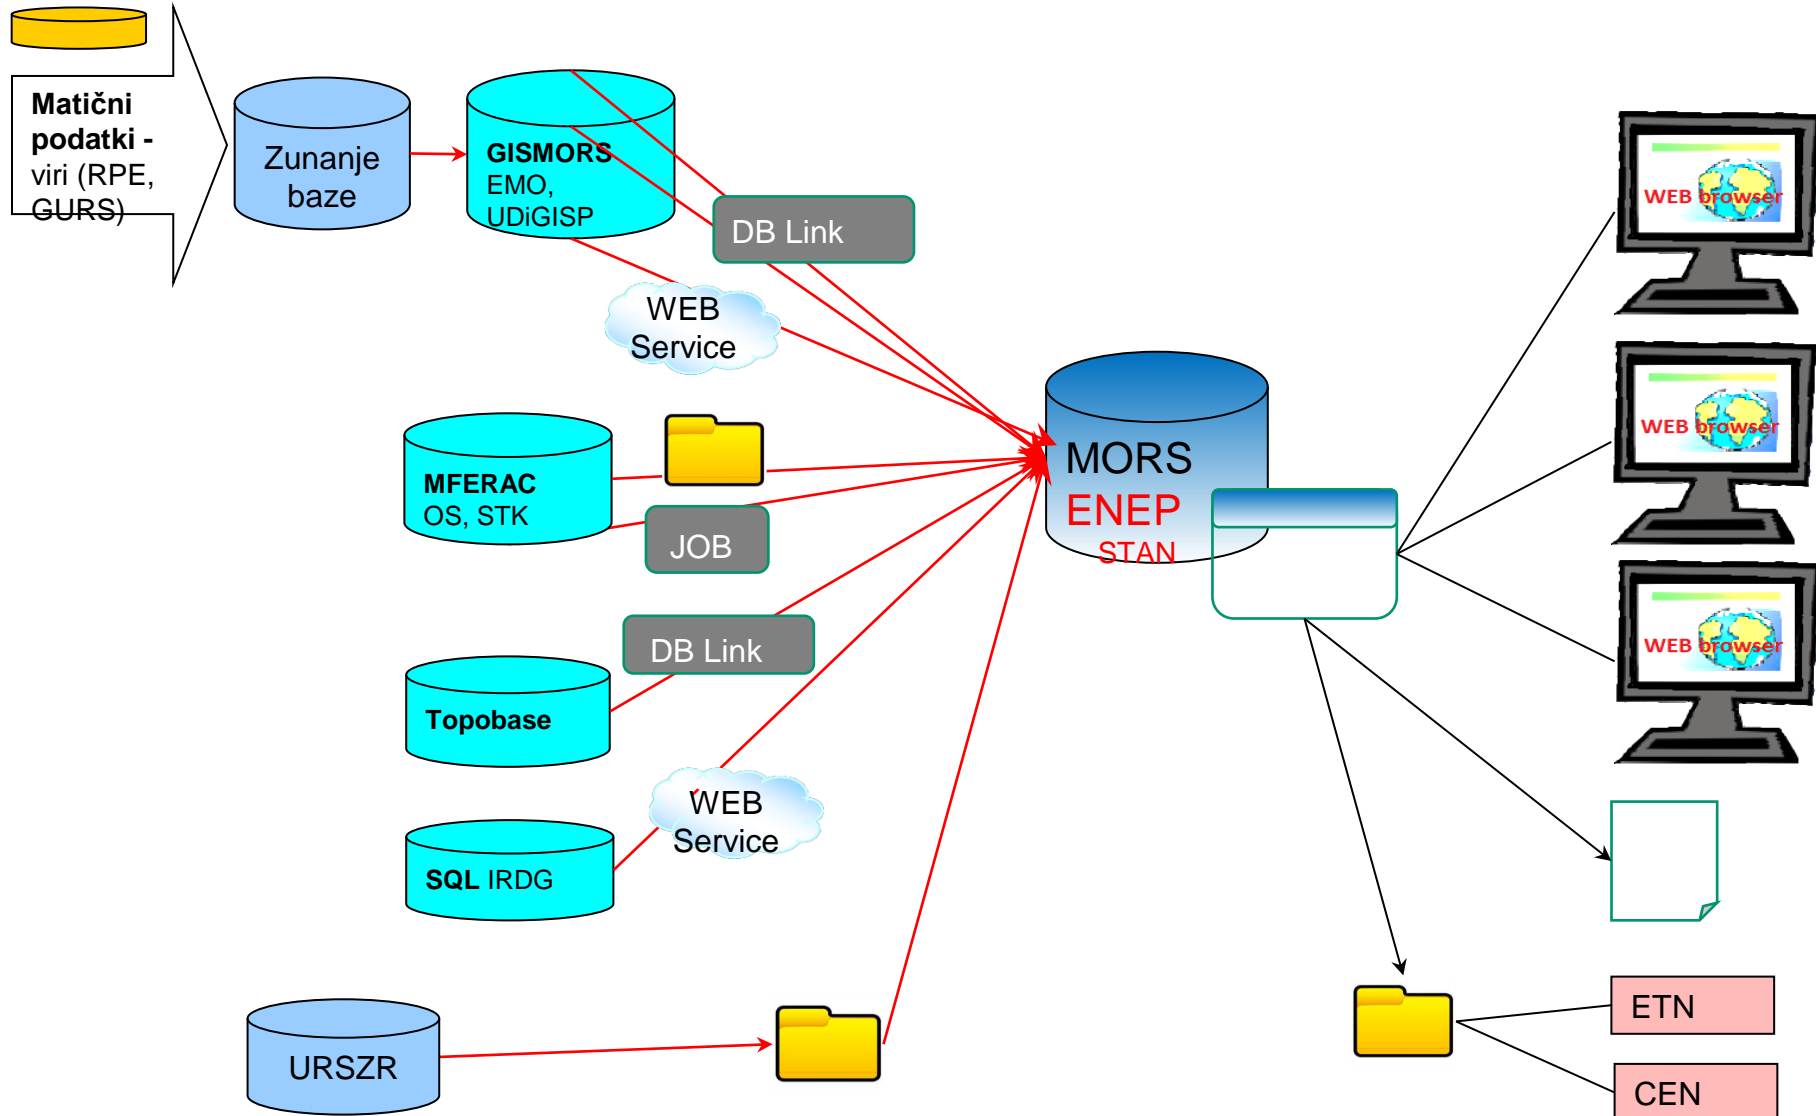 Matični
podatki -
viri (RPE,
GURS)
Zunanje
baze
GISMORS
EMO,
UDiGISP
DB Link
WEB
Service
MFERAC
OS, STK
JOB
DB Link
Topobase
WEB
Service
SQL IRDG
URSZR
MORS
ENEP
STAN
WEB browser
WEB browser
WEB browser
ETN
CEN